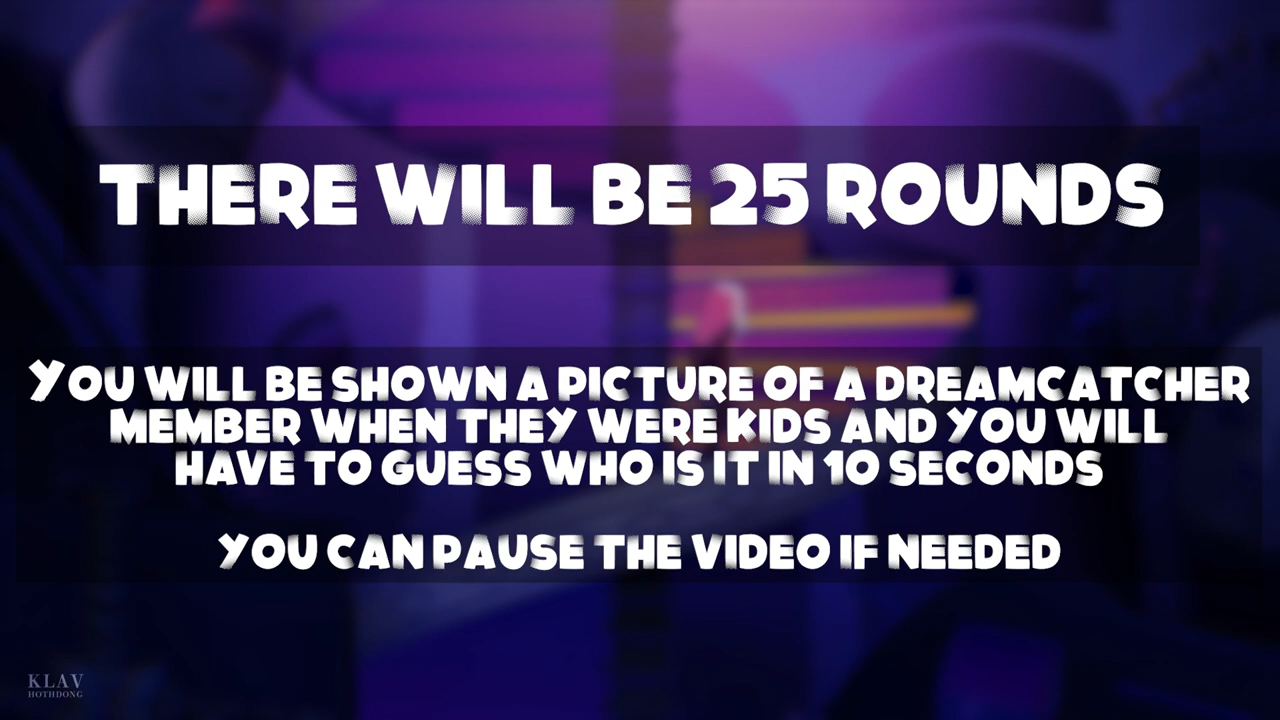 THERE WILL BE 25 ROUNDS
YOU WILL BE SHOWN A PICTURE OF A DREAMCATCHER
MEMBER WHEN THEY WERE KIDS AND YOU WILL
HAVE TO GUESS WHO IS IT IN 10 SECONDS
YOU CAN PAUSE THE VIDEO IF NEEDED
KLAV
HOTHDONG